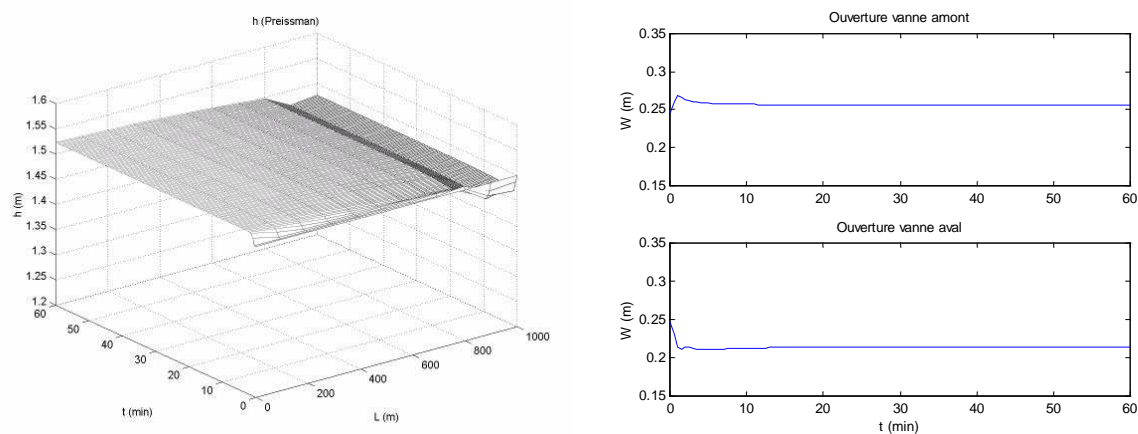 h (Preissman)
1.6
1.55
1.5
1.45
1.4
1.35
1.3
1.25
1.2
h (m)
60
50
40
30
20
10
0
t (min)
0
200
400
600
800
1000
L (m)
Ouverture vanne amont
0.35
0.3
0.25
0.2
0.15
W (m)
0 10 20 30 40 50 60
Ouverture vanne aval
0.35
0.3
0.25
0.2
0.15
W (m)
0 10 20 30 40 50 60
t (min)